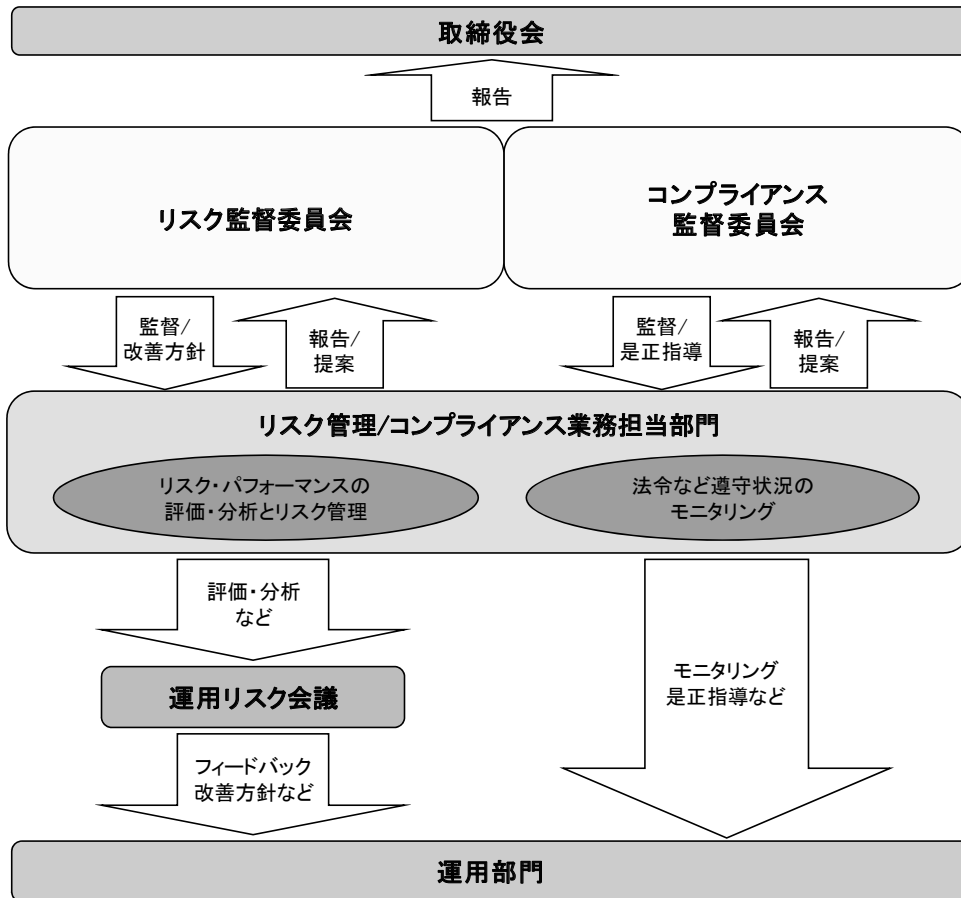 取締役会
報告
リスク監督委員会
コンプライアンス
監督委員会
監督/
改善方針
報告/
提案
監督/
是正指導
報告/
提案
リスク管理/コンプライアンス業務担当部門
リスク・パフォーマンスの
評価・分析とリスク管理
法令など遵守状況の
モニタリング
評価・分析
など
運用リスク会議
モニタリング
是正指導など
フィードバック
改善方針など
運用部門